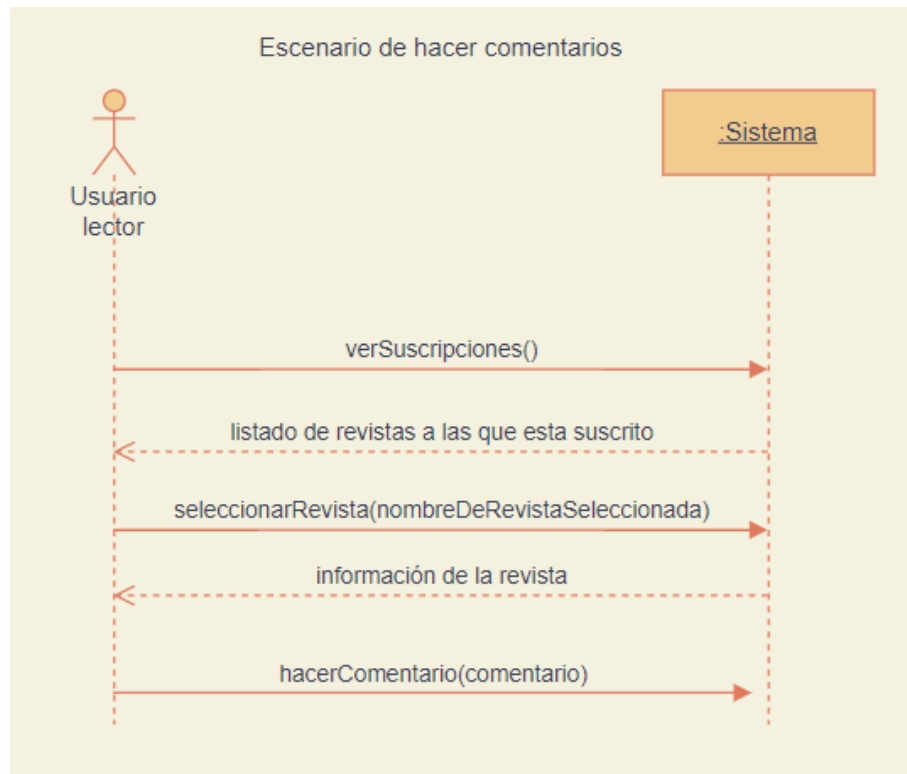 Escenario de hacer comentarios
:Sistema
Usuario
lector
verSuscripciones()
listado de revistas a las que esta suscrito
seleccionarRevista(nombreDeRevistaSeleccionada)
información de la revista
hacerComentario(comentario)